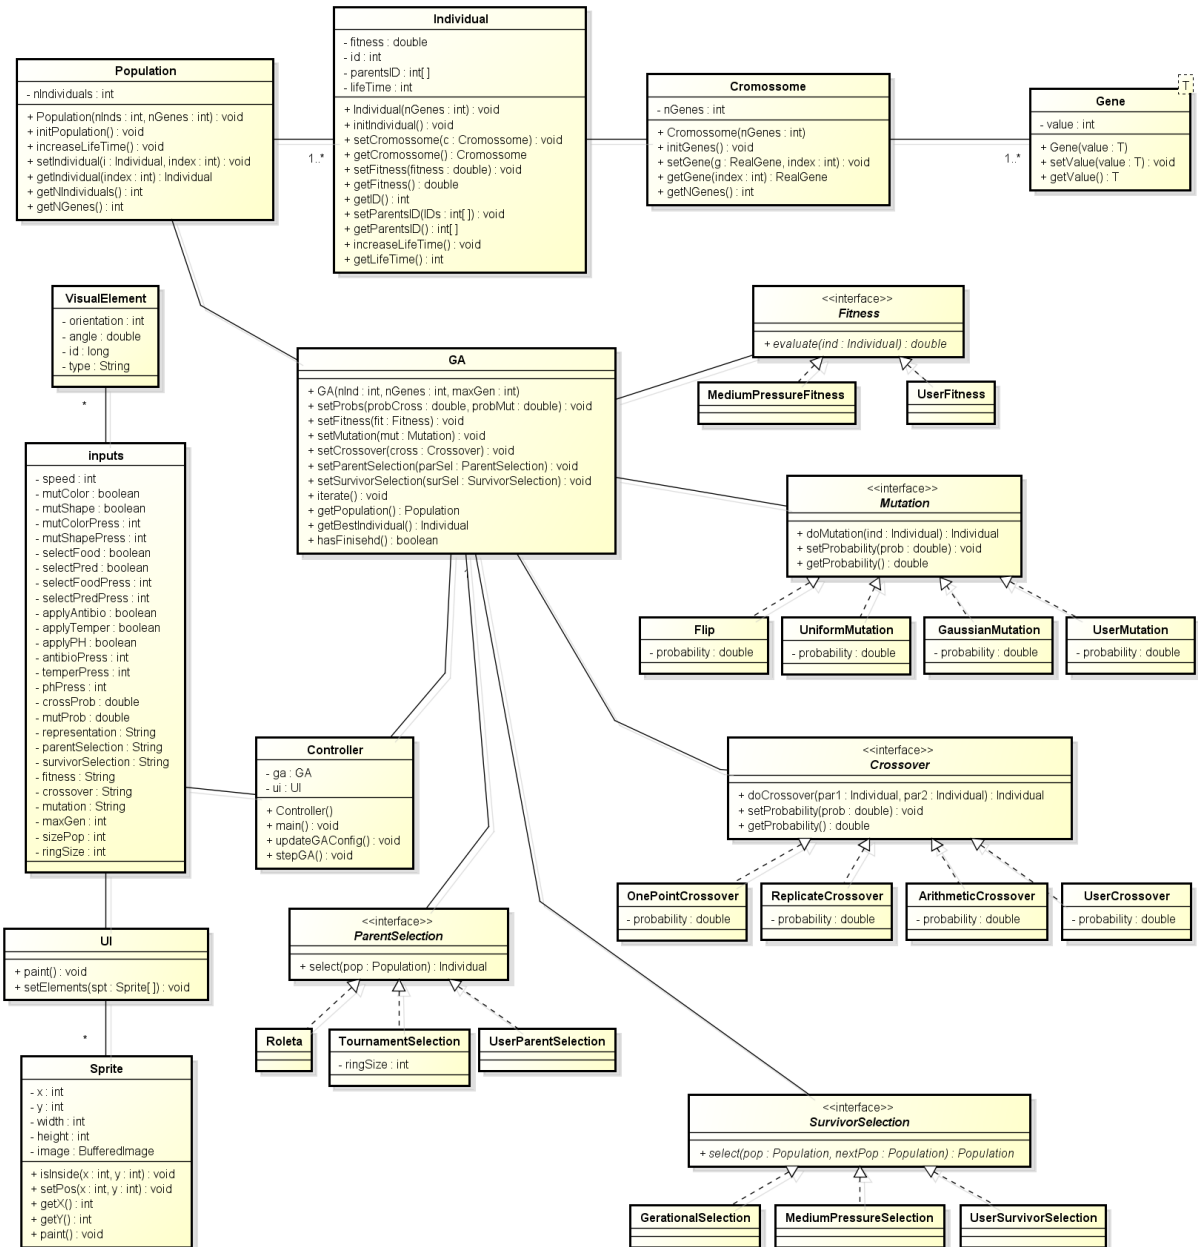 Individual
- fitness : double
- id : int
- parentsID : int[ ]
- lifeTime : int
+ Individual(nGenes : int) : void
+ initIndividual() : void
+ setCromossome(c : Cromossome) : void
+ getCromossome() : Cromossome
+ setFitness(fitness : double) : void
+ getFitness() : double
+ getID() : int
+ setParentsID(IDs : int[ ]) : void
+ getParentsID() : int[ ]
+ increaseLifeTime() : void
+ getLifeTime() : int
Population
- nIndividuals : int
+ Population(nInds : int, nGenes : int) : void
+ initPopulation() : void
+ increaseLifeTime() : void
+ setIndividual(i : Individual, index : int) : void
+ getIndividual(index : int) : Individual
+ getNIndividuals() : int
+ getNGenes() : int
1..*
Cromossome
- nGenes : int
+ Cromossome(nGenes : int)
+ initGenes() : void
+ setGene(g : RealGene, index : int) : void
+ getGene(index : int) : RealGene
+ getNGenes() : int
1..*
T
Gene
- value : int
+ Gene(value : T)
+ setValue(value : T) : void
+ getValue() : T
VisualElement
- orientation : int
- angle : double
- id : long
- type : String
*
GA
+ GA(nInd : int, nGenes : int, maxGen : int)
+ setProbs(probCross : double, probMut : double) : void
+ setFitness(fit : Fitness) : void
+ setMutation(mut : Mutation) : void
+ setCrossover(cross : Crossover) : void
+ setParentSelection(parSel : ParentSelection) : void
+ setSurvivorSelection(surSel : SurvivorSelection) : void
+ iterate() : void
+ getPopulation() : Population
+ getBestIndividual() : Individual
+ hasFinisehd() : boolean
<<interface>>
Fitness
+ evaluate(ind : Individual) : double
MediumPressureFitness
UserFitness
inputs
- speed : int
- mutColor : boolean
- mutShape : boolean
- mutColorPress : int
- mutShapePress : int
- selectFood : boolean
- selectPred : boolean
- selectFoodPress : int
- selectPredPress : int
- applyAntibio : boolean
- applyTemper : boolean
- applyPH : boolean
- antibioPress : int
- temperPress : int
- phPress : int
- crossProb : double
- mutProb : double
- representation : String
- parentSelection : String
- survivorSelection : String
- fitness : String
- crossover : String
- mutation : String
- maxGen : int
- sizePop : int
- ringSize : int
<<interface>>
Mutation
+ doMutation(ind : Individual) : Individual
+ setProbability(prob : double) : void
+ getProbability() : double
Flip
- probability : double
UniformMutation
- probability : double
GaussianMutation
- probability : double
UserMutation
- probability : double
Controller
- ga : GA
- ui : UI
+ Controller()
+ main() : void
+ updateGAConfig() : void
+ stepGA() : void
<<interface>>
Crossover
+ doCrossover(par1 : Individual, par2 : Individual) : Individual
+ setProbability(prob : double) : void
+ getProbability() : double
OnePointCrossover
- probability : double
ReplicateCrossover
- probability : double
ArithmeticCrossover
- probability : double
UserCrossover
- probability : double
UI
+ paint() : void
+ setElements(spt : Sprite[ ]) : void
*
<<interface>>
ParentSelection
+ select(pop : Population) : Individual
Roleta
TournamentSelection
- ringSize : int
UserParentSelection
Sprite
- x : int
- y : int
- width : int
- height : int
- image : BufferedImage
+ isInside(x : int, y : int) : void
+ setPos(x : int, y : int) : void
+ getX() : int
+ getY() : int
+ paint() : void
<<interface>>
SurvivorSelection
+ select(pop : Population, nextPop : Population) : Population
GerationalSelection
MediumPressureSelection
UserSurvivorSelection